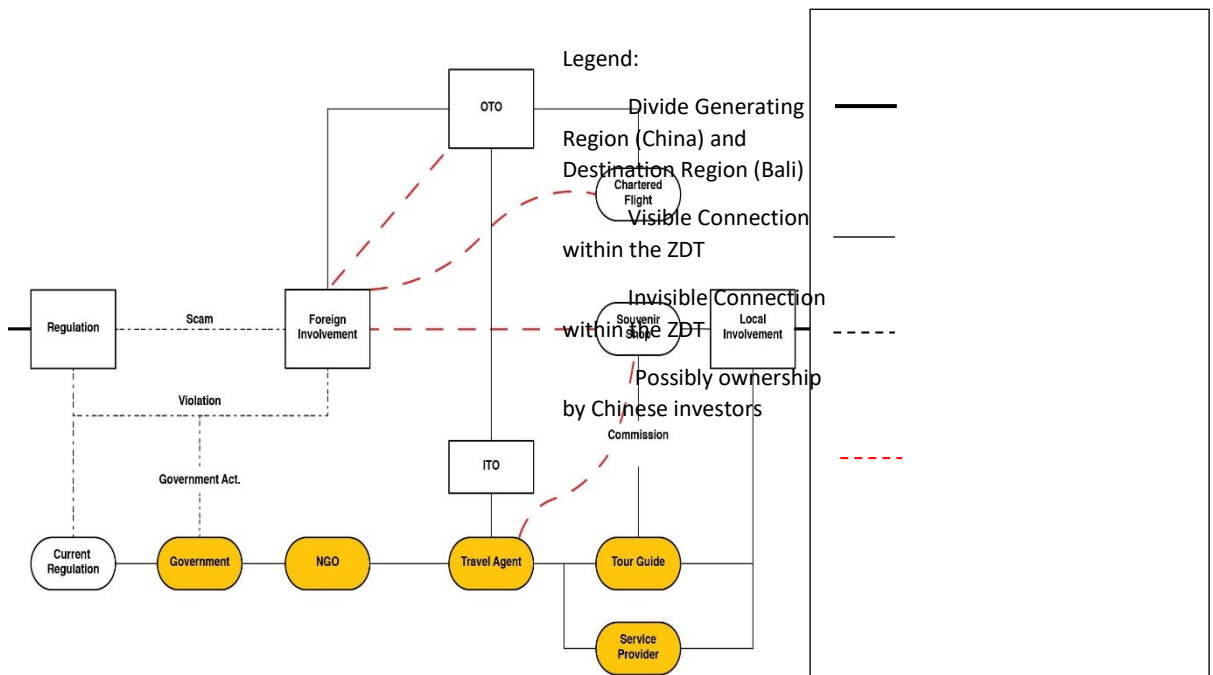 Legend:
OTO
Divide Generating
Region (China) and
Destination Region (Bali)
Chartered
Flight
Visible Connection
within the ZDT
Invisible Connection
within the ZDT
Possibly ownership
by Chinese investors
Regulation
Scam
Foreign
Involvement
Souvenir
Shop
Local
Involvement
Violation
Commission
ITO
Government Act.
Current
Regulation
Government
NGO
Travel Agent
Tour Guide
Service
Provider